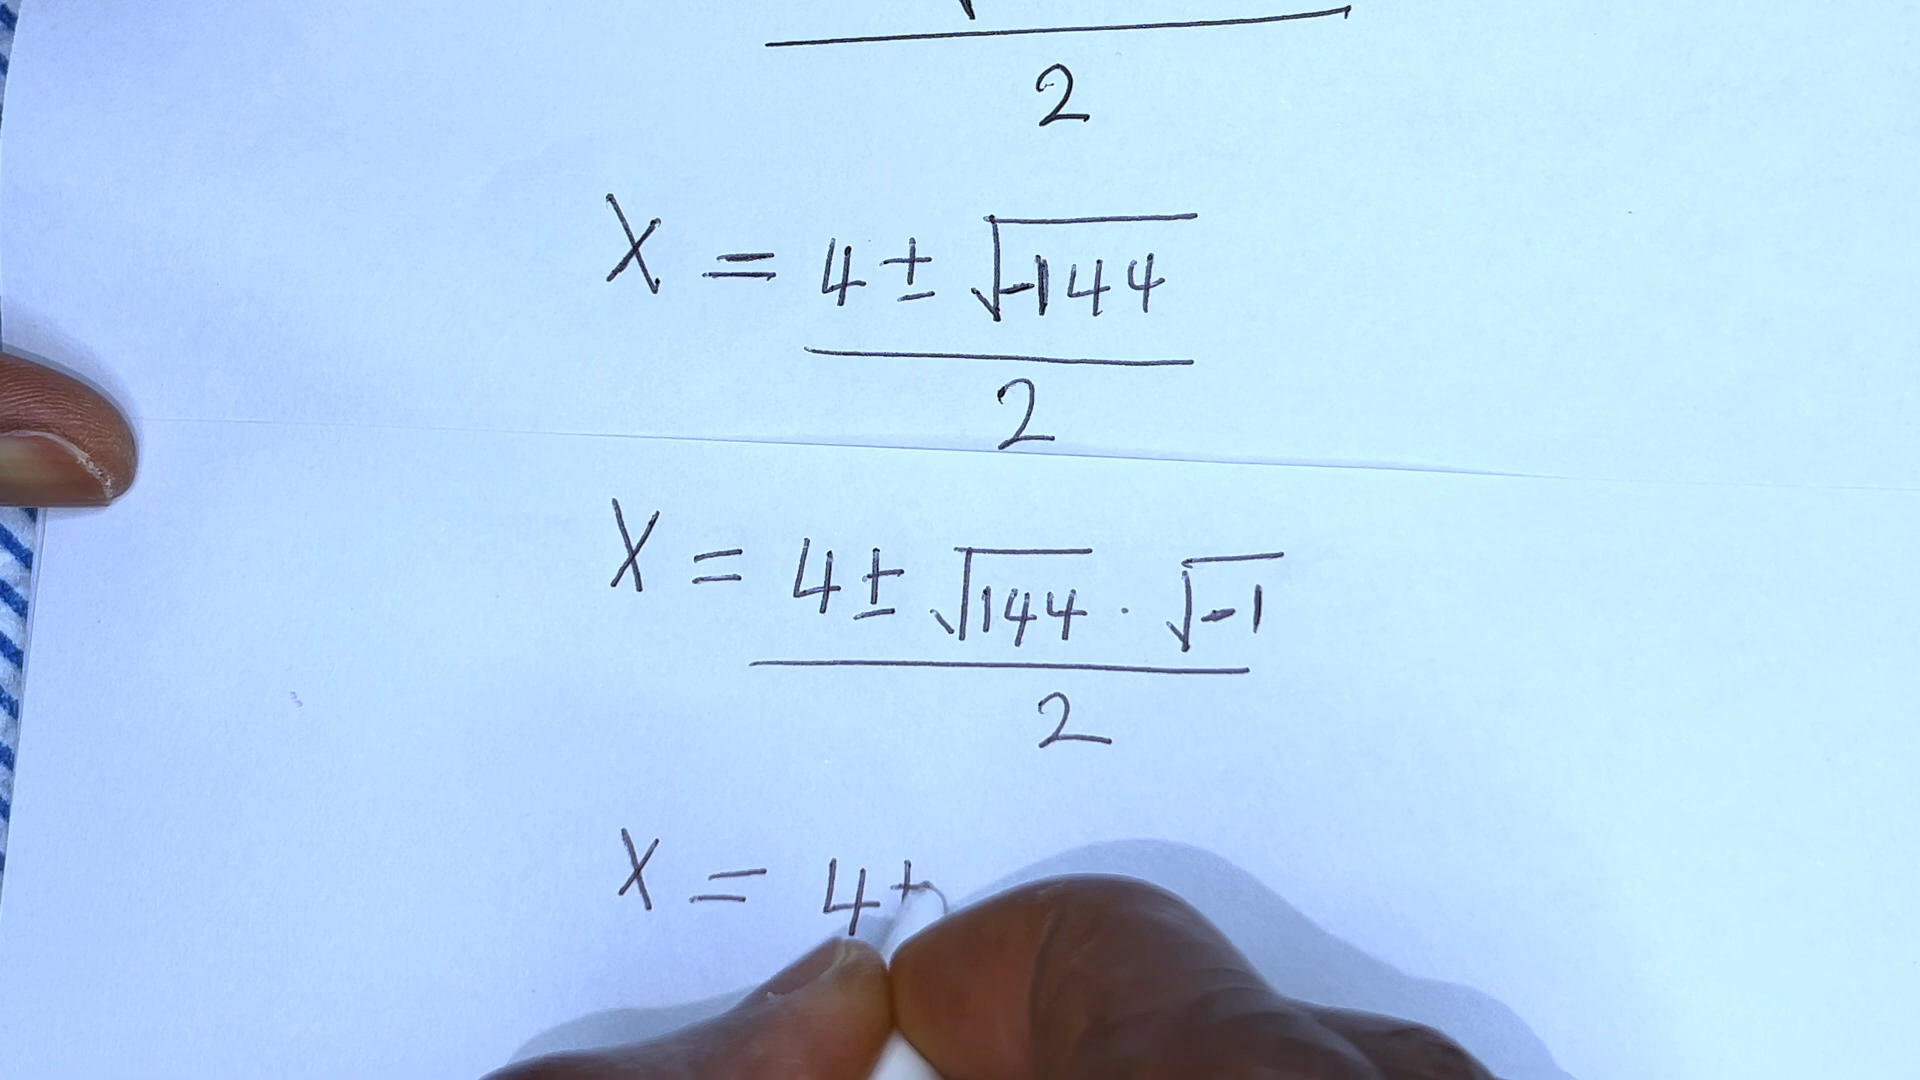 2
X = 4 ± √-144
2
X = 4 ± √144 · √-1
2
X = 4 ±